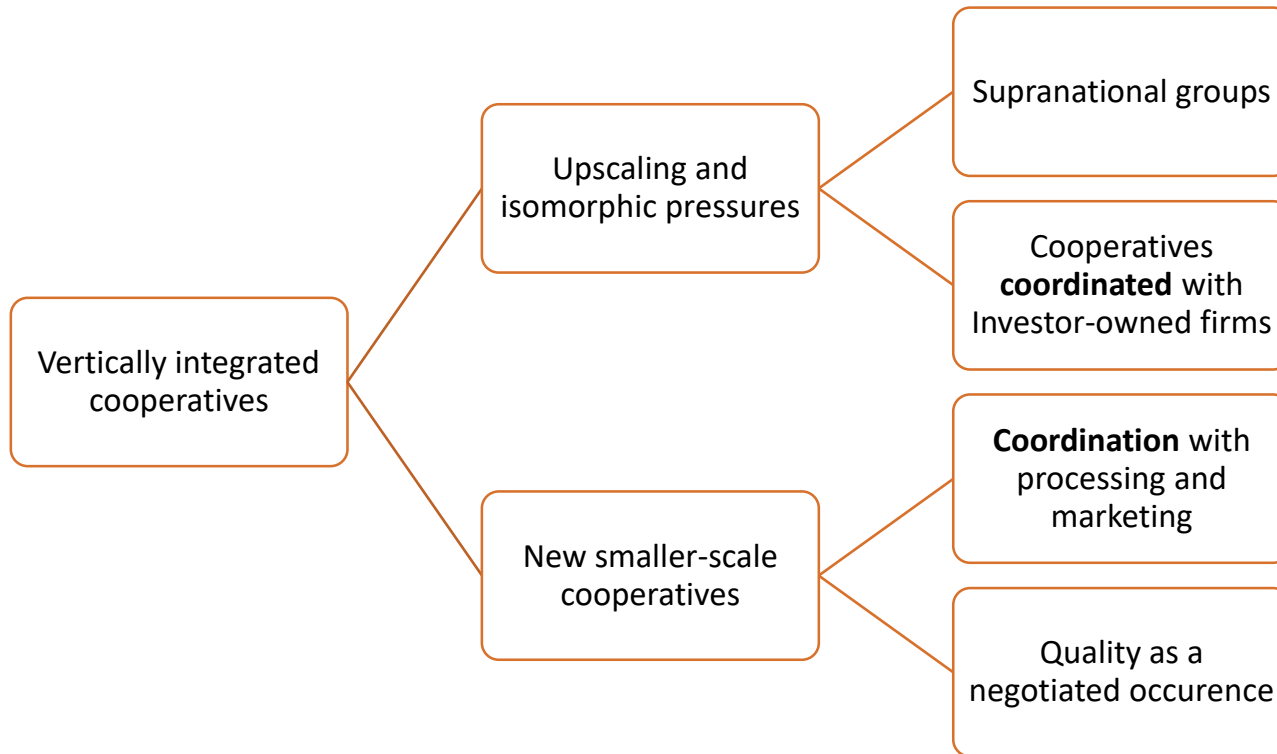 Vertically integrated
cooperatives
Upscaling and
isomorphic pressures
Supranational groups
Cooperatives
coordinated with
Investor-owned firms
New smaller-scale
cooperatives
Coordination with
processing and
marketing
Quality as a
negotiated occurence